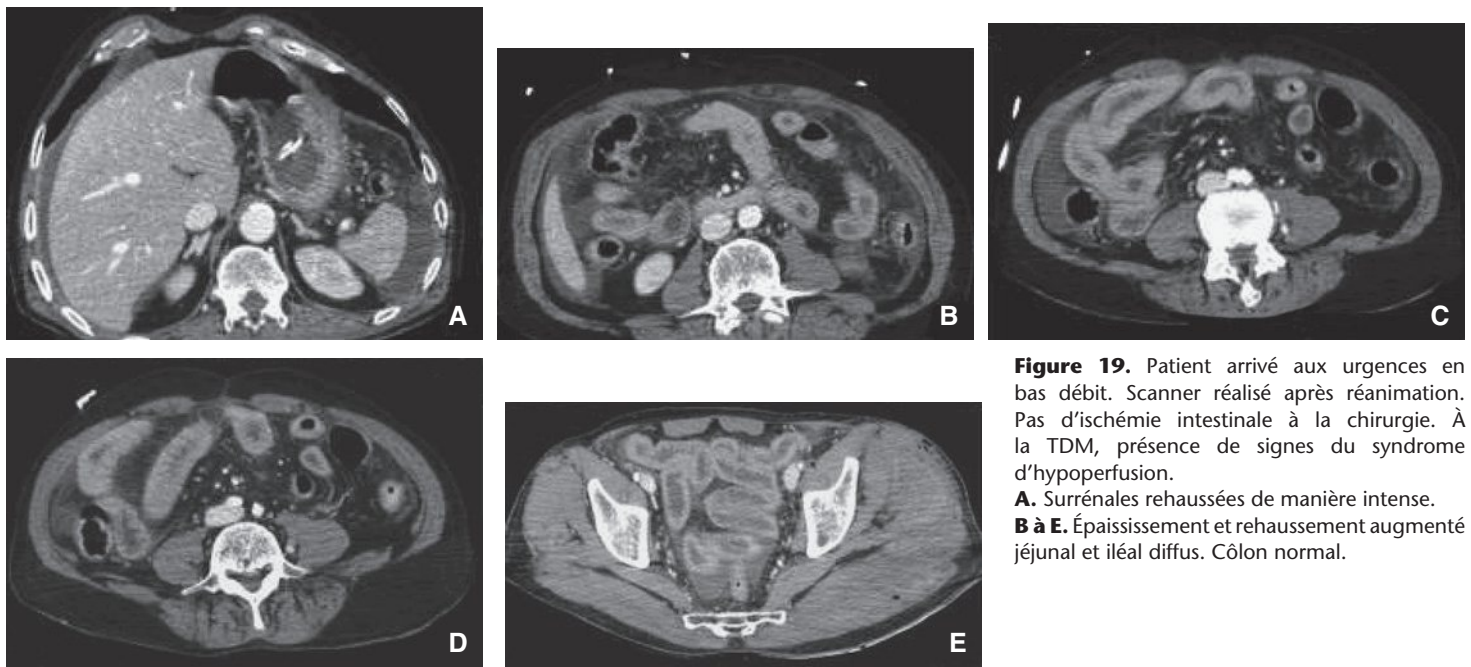 A
B
C
D
E
Figure 19. Patient arrivé aux urgences en
bas débit. Scanner réalisé après réanimation.
Pas d'ischémie intestinale à la chirurgie. À
la TDM, présence de signes du syndrome
d'hypoperfusion.
A. Surrénales rehaussées de manière intense.
B à E. Épaississement et rehaussement augmenté
jéjunal et iléal diffus. Côlon normal.